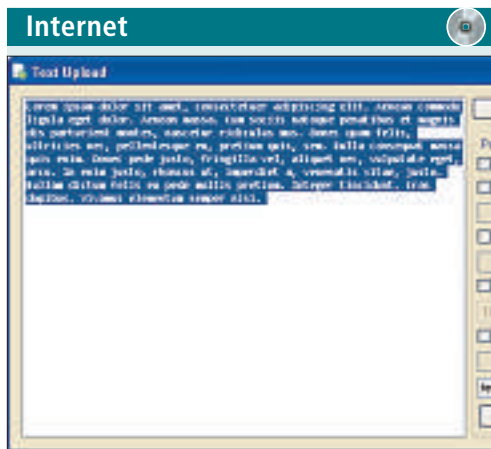 Internet
Text Upload
Lorem ipsum dolor sit amet, consectetuer adipiscing elit. Aenean commodo
ligula eget dolor. Aenean massa. Cum sociis natoque penatibus et magnis
dis parturient montes, nascetur ridiculus mus. Donec quam felis,
ultricies nec, pellentesque eu, pretium quis, sem. Nulla consequat massa
quis enim. Donec pede justo, fringilla vel, aliquet nec, vulputate eget,
arcu. In enim justo, rhoncus ut, imperdiet a, venenatis vitae, justo.
Nullam dictum felis eu pede mollis pretium. Integer tincidunt. Cras
dapibus. Vivamus elementum semper nisi.